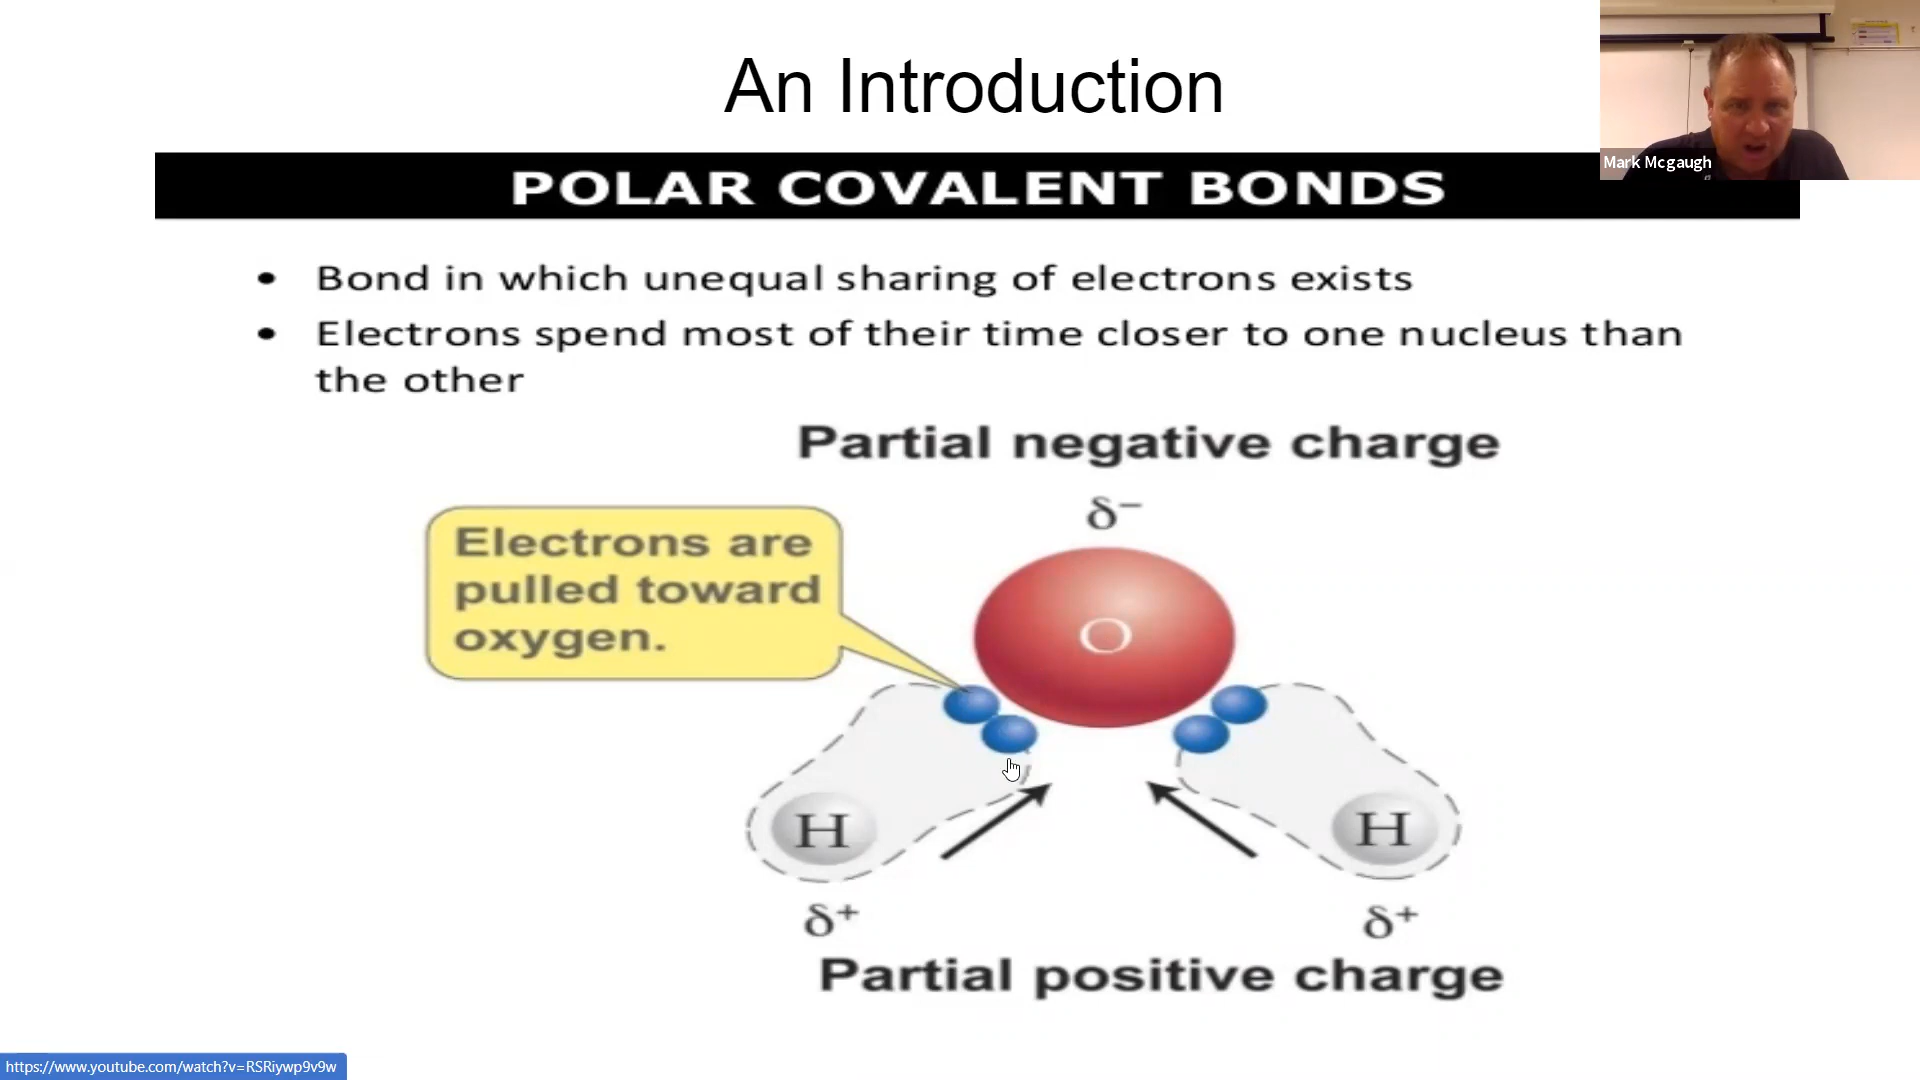 An Introduction
Mark Mcgaugh
POLAR COVALENT BONDS
• Bond in which unequal sharing of electrons exists
• Electrons spend most of their time closer to one nucleus than
the other
Partial negative charge
δ−
Electrons are
pulled toward
oxygen.
O
H
H
δ+
δ+
Partial positive charge
https://www.youtube.com/watch?v=RSRiywp9v9w